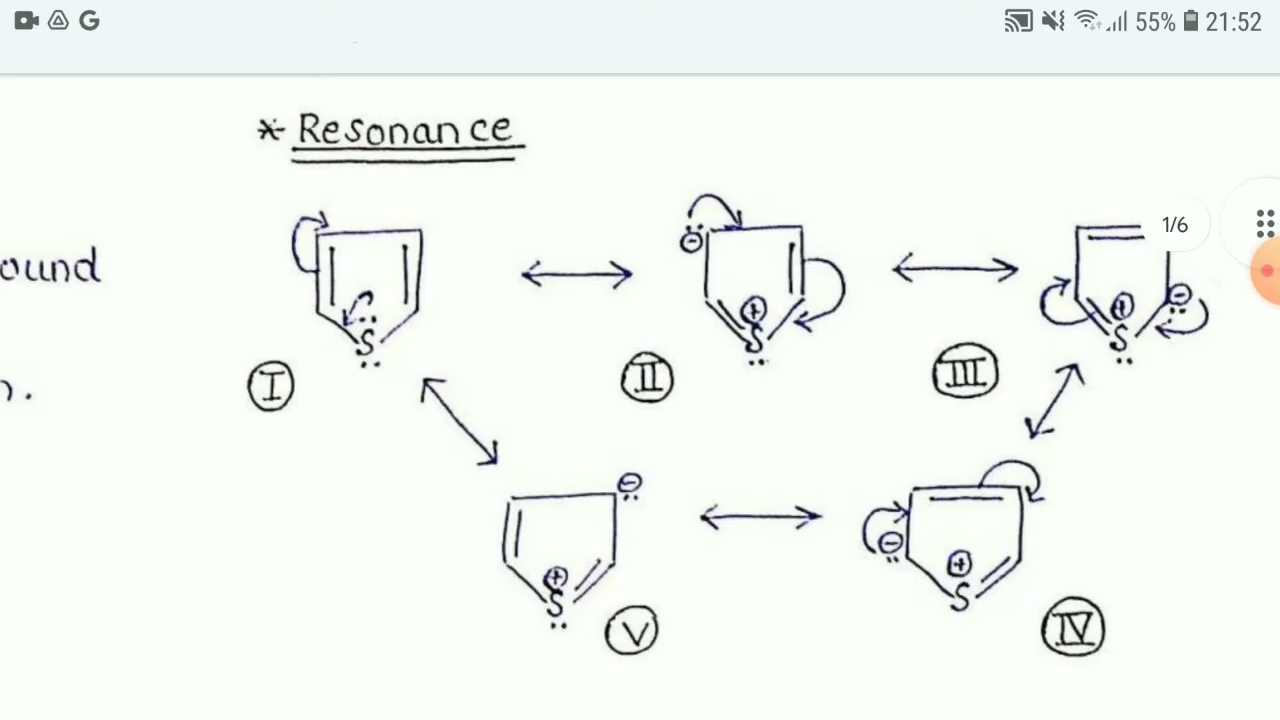 G 55% 21:52
* Resonance
1/6
ound
⊖ ⊕ S
⊕ ⊖ S
S
I II III
n.
⊖
⊖ ⊕ ⊕
S S
V IV